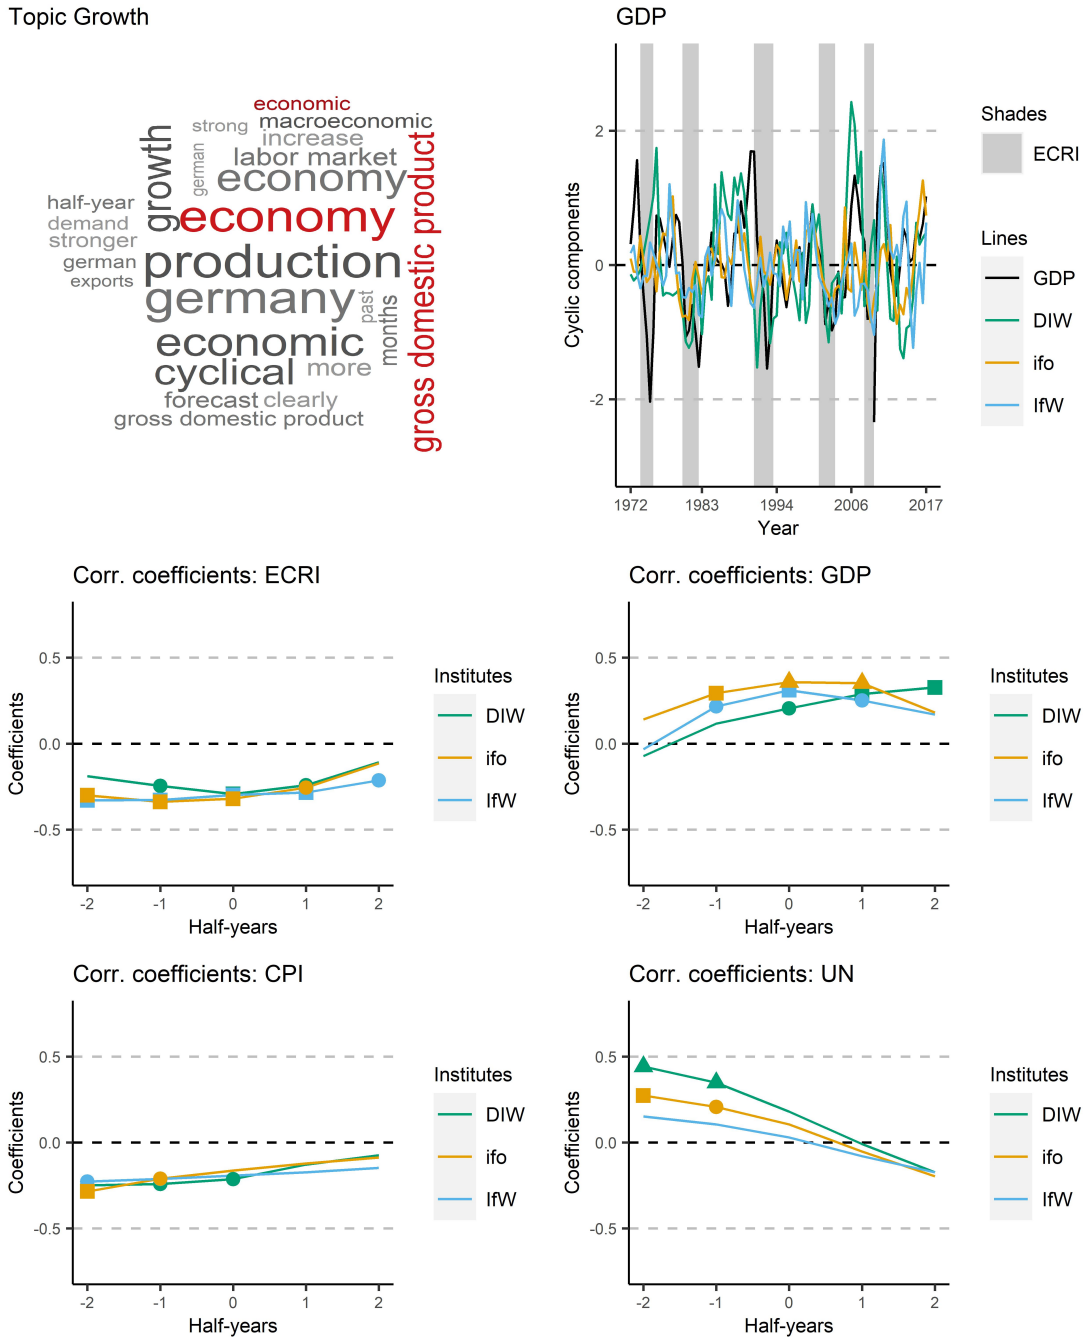 Topic Growth
economic
strong
macroeconomic
increase
growth
german
labor market
economy
half-year
demand
stronger
economy
german
exports
production
germany
past
months
gross domestic product
economic
cyclical
more
forecast
clearly
gross domestic product
GDP
Cyclic components
2
0
-2
1972 1983 1994 2006 2017
Year
Shades
ECRI
Lines
GDP
DIW
ifo
IfW
Corr. coefficients: ECRI
Coefficients
0.5
0.0
-0.5
-2 -1 0 1 2
Half-years
Institutes
DIW
ifo
IfW
Corr. coefficients: GDP
Coefficients
0.5
0.0
-0.5
-2 -1 0 1 2
Half-years
Institutes
DIW
ifo
IfW
Corr. coefficients: CPI
Coefficients
0.5
0.0
-0.5
-2 -1 0 1 2
Half-years
Institutes
DIW
ifo
IfW
Corr. coefficients: UN
Coefficients
0.5
0.0
-0.5
-2 -1 0 1 2
Half-years
Institutes
DIW
ifo
IfW